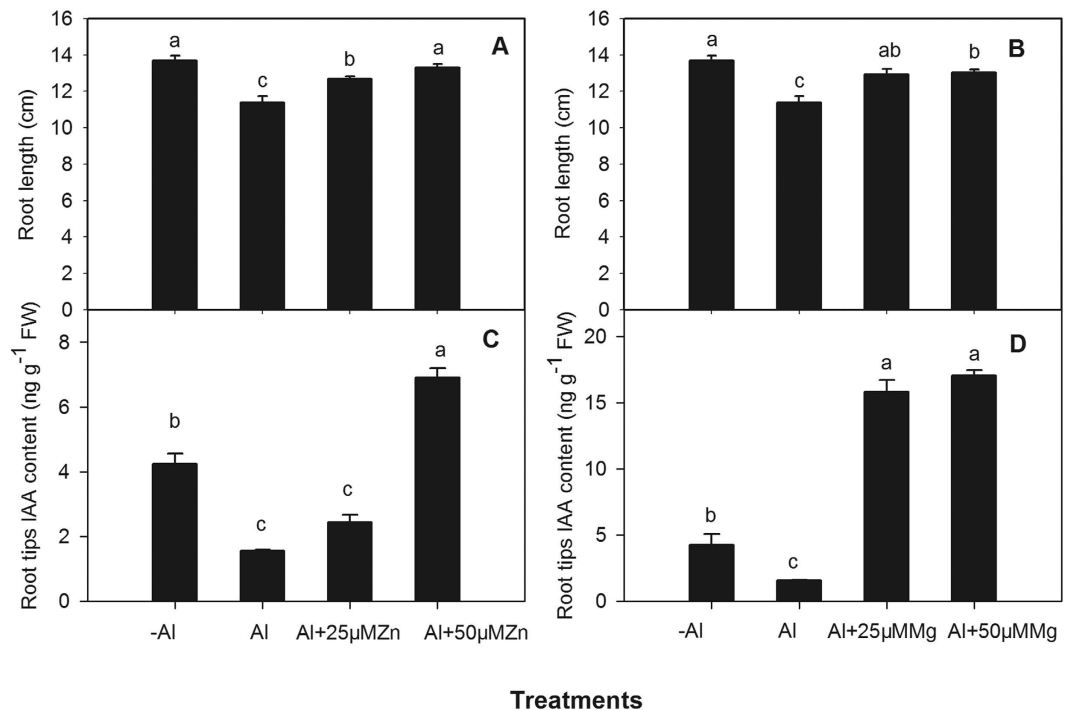 A
Root length (cm)
16
14
12
10
8
6
4
2
0
a
c
b
a
B
Root length (cm)
16
14
12
10
8
6
4
2
0
a
c
ab
b
C
Root tips IAA content (ng g-1 FW)
8
6
4
2
0
b
c
c
a
-Al
Al
Al+25µMZn
Al+50µMZn
D
Root tips IAA content (ng g-1 FW)
20
15
10
5
0
b
c
a
a
-Al
Al
Al+25µMMg
Al+50µMMg
Treatments